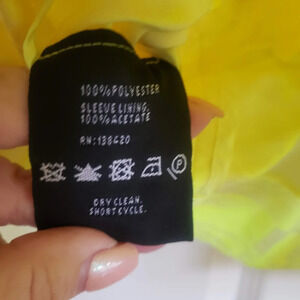 100% POLYESTER
SLEEVE LINING:
100% ACETATE
RN: 138420
P
DRY CLEAN.
SHORT CYCLE.